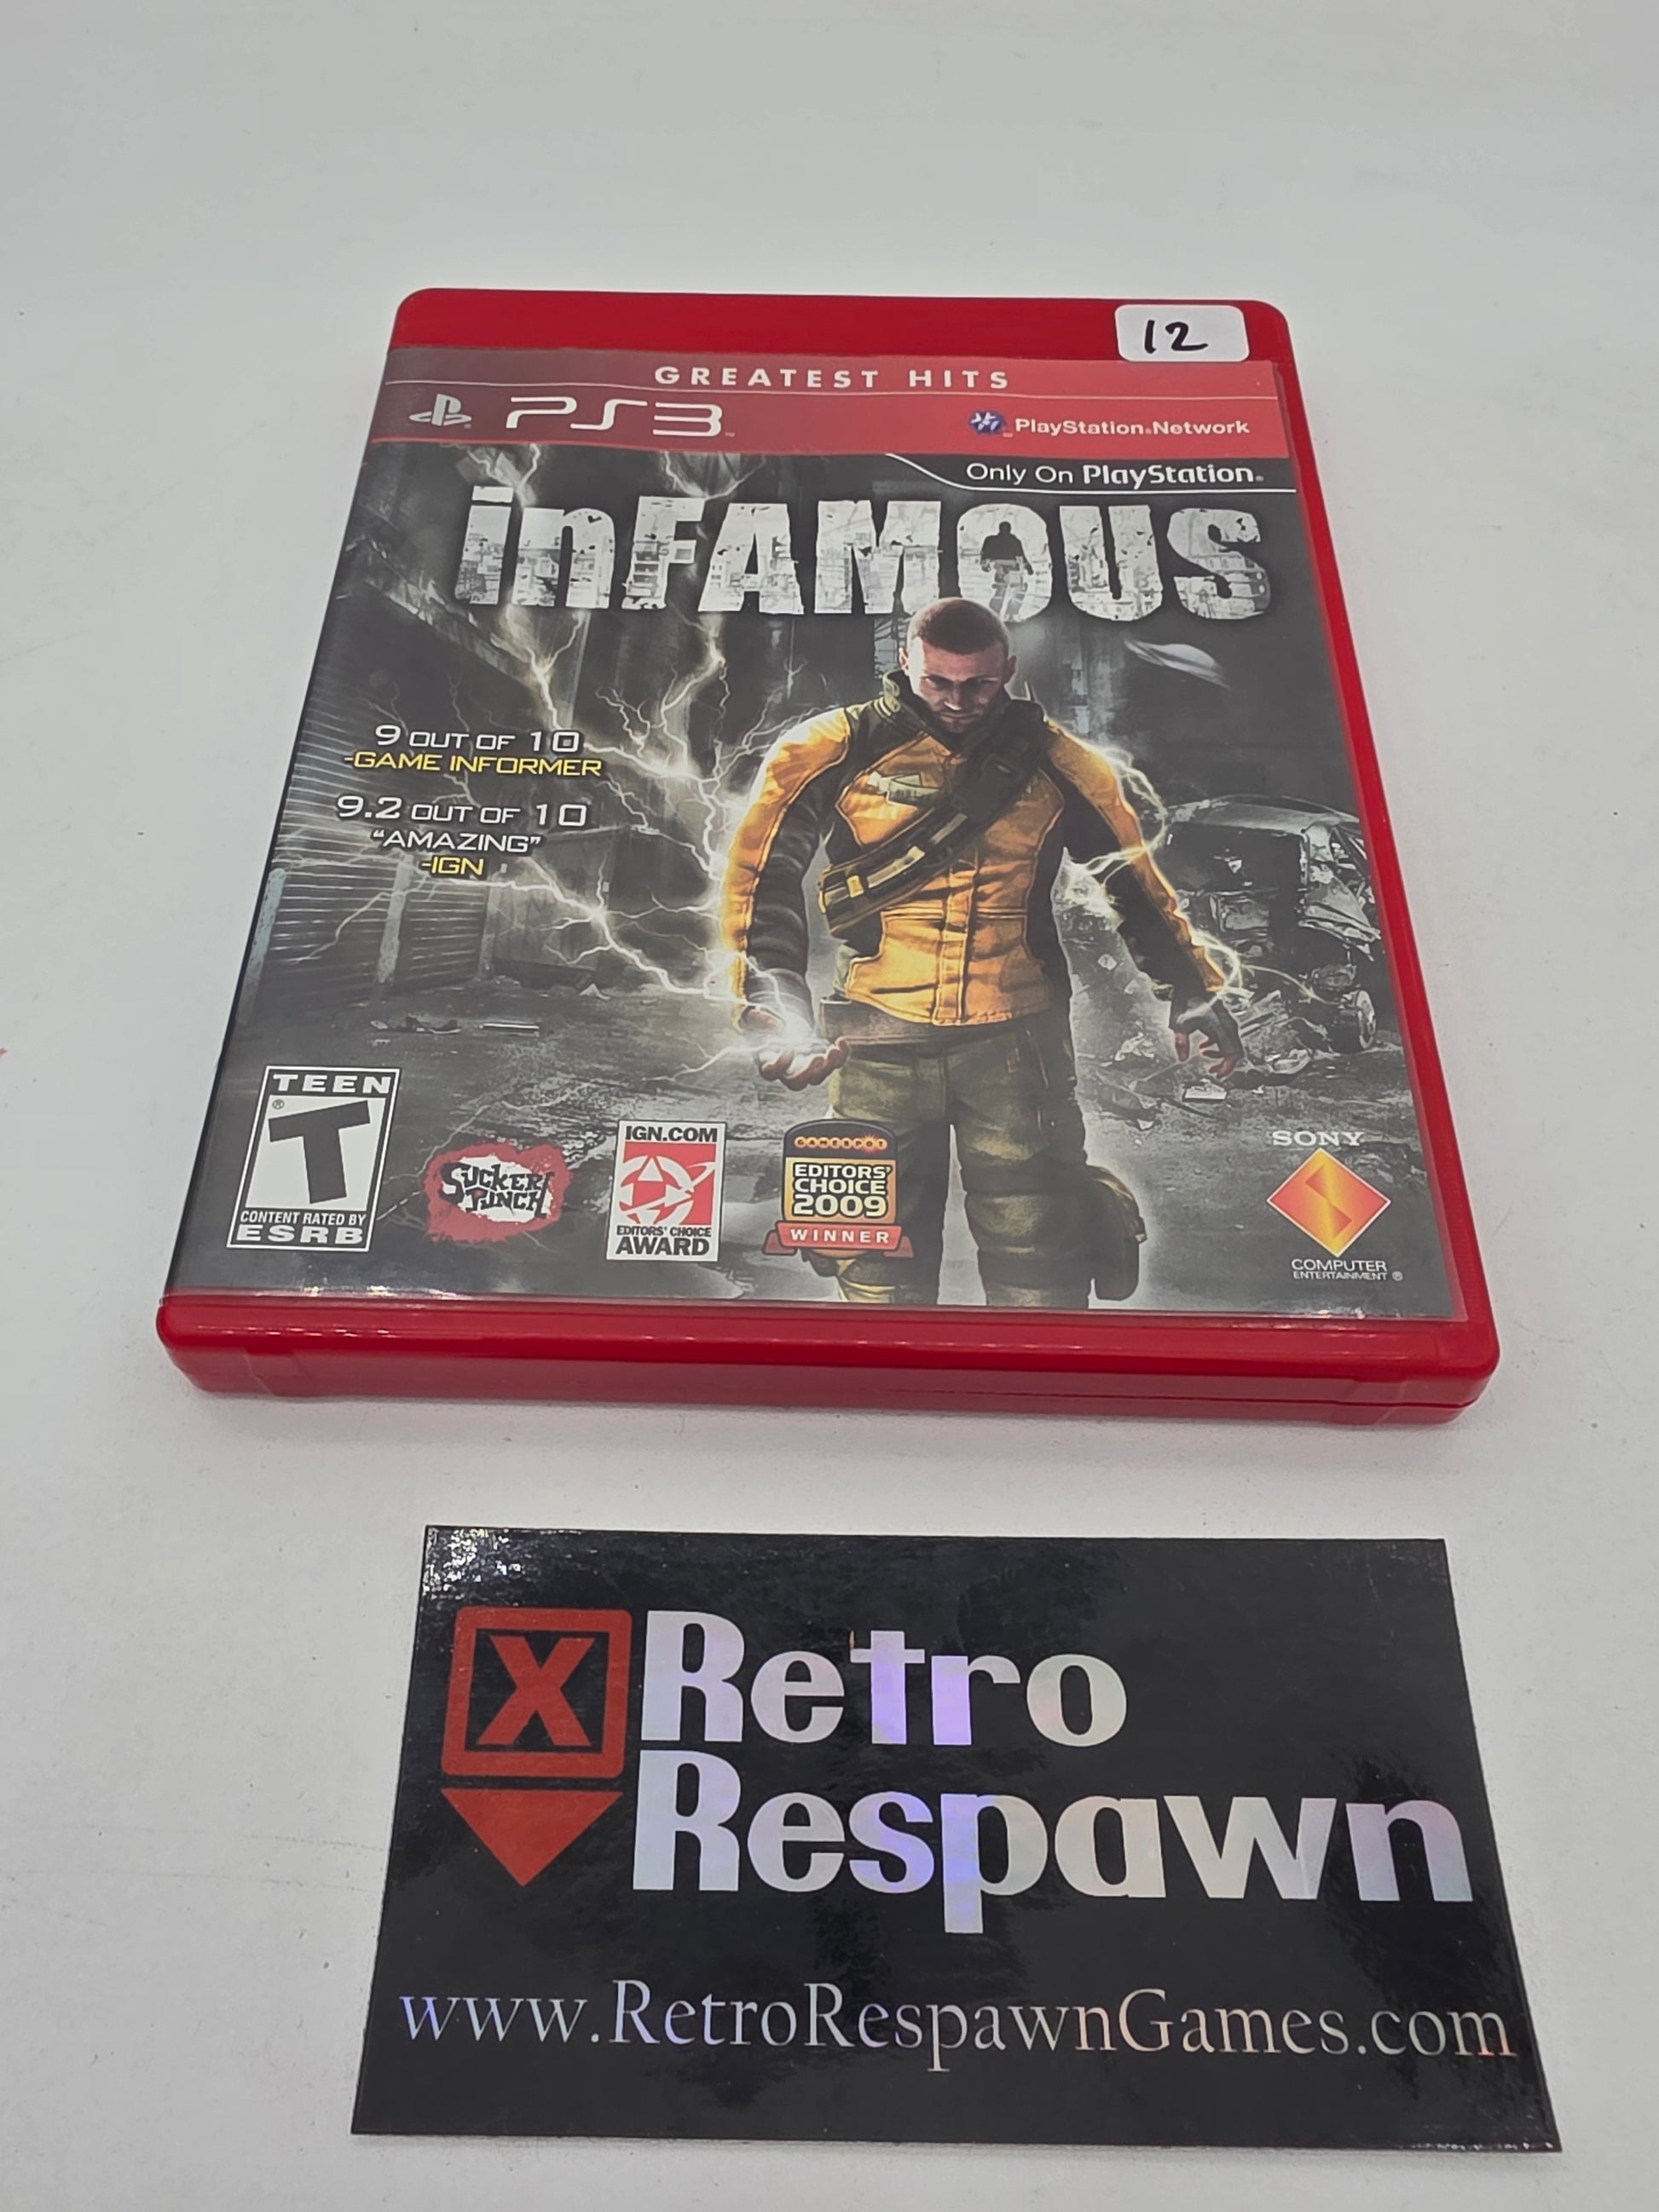 12
GREATEST HITS
PS3
PlayStation®Network
Only On PlayStation®
inFAMOUS
9 OUT OF 10
-GAME INFORMER
9.2 OUT OF 10
“AMAZING”
-IGN
TEEN
T
CONTENT RATED BY
ESRB
SUCKER
PUNCH
IGN.COM
EDITORS' CHOICE
AWARD
GAMESPOT
EDITORS'
CHOICE
2009
WINNER
SONY
COMPUTER
ENTERTAINMENT®
X Retro
Respawn
www.RetroRespawnGames.com